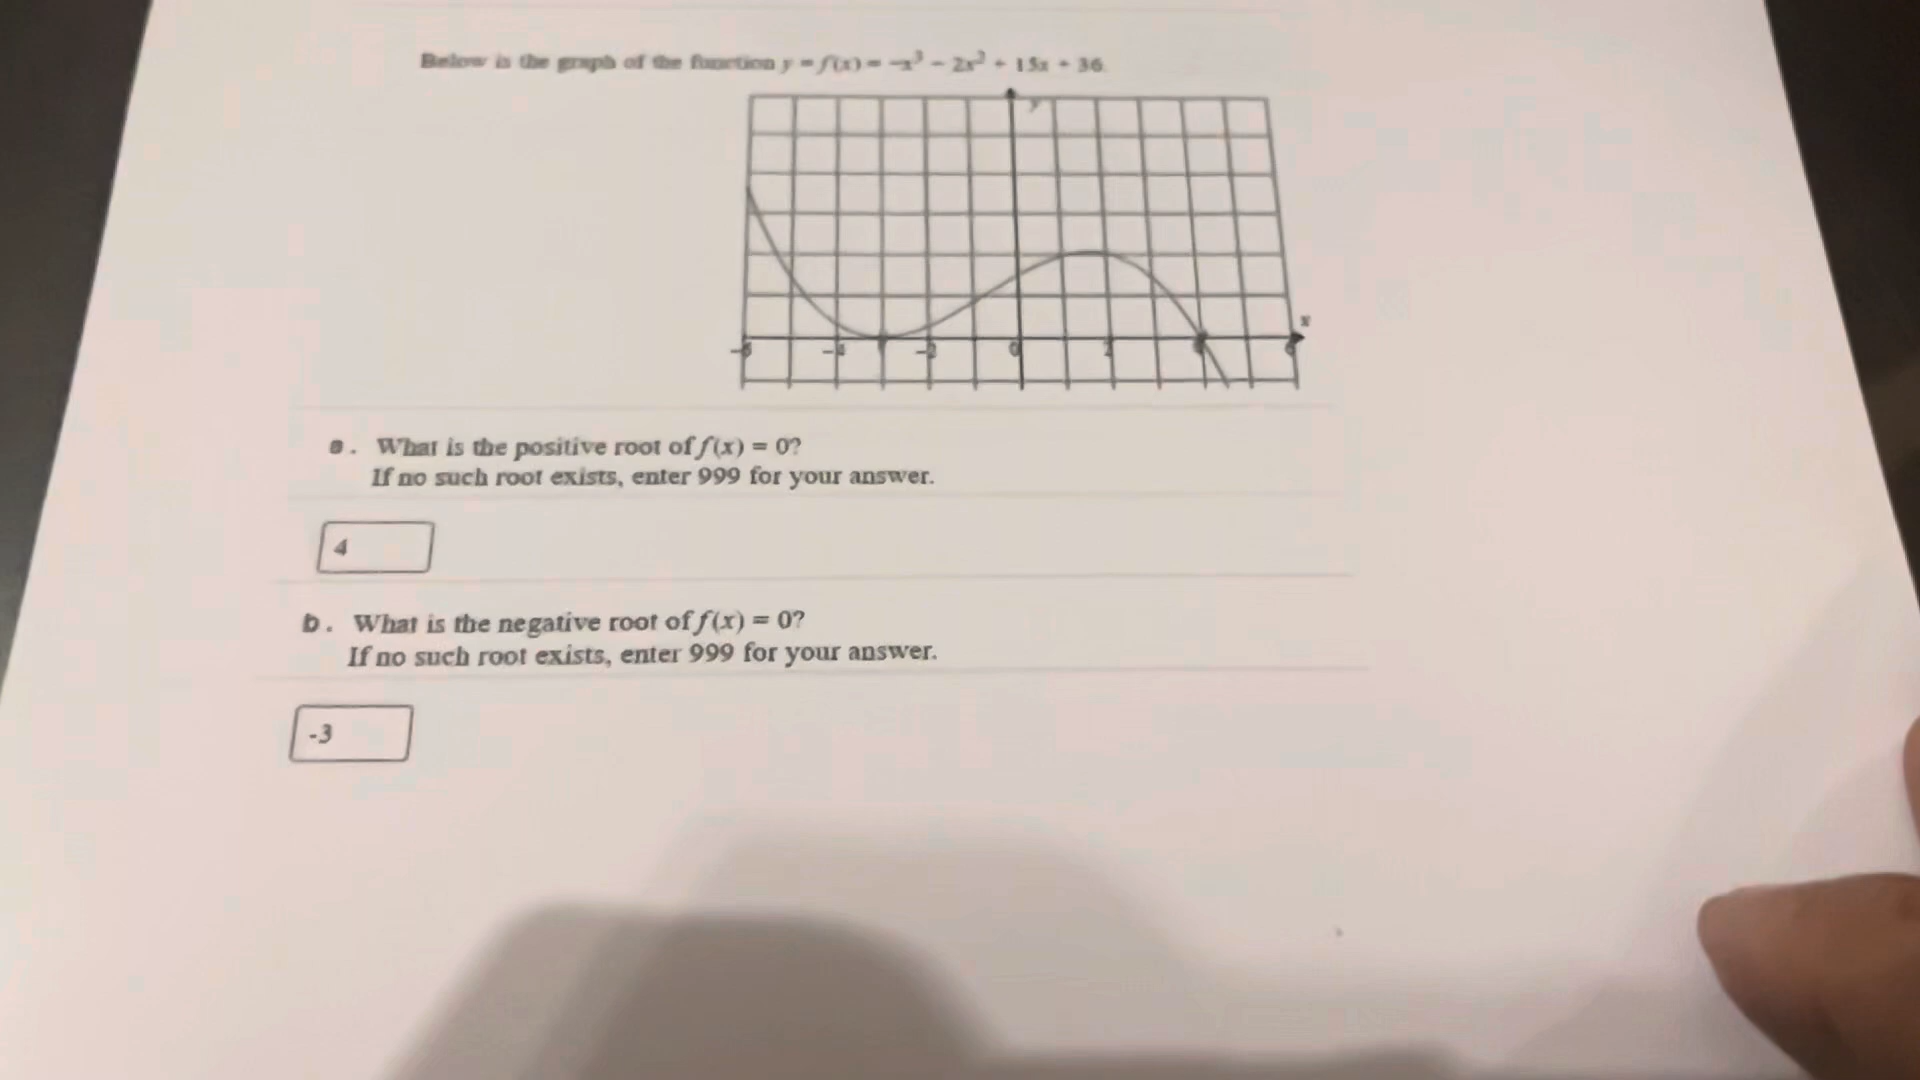 Below is the graph of the function y = f(x) = −x³ − 2x² + 15x + 36.
y
x
-6 -4 -2 0 2 6
a. What is the positive root of f(x) = 0?
If no such root exists, enter 999 for your answer.
4
b. What is the negative root of f(x) = 0?
If no such root exists, enter 999 for your answer.
-3